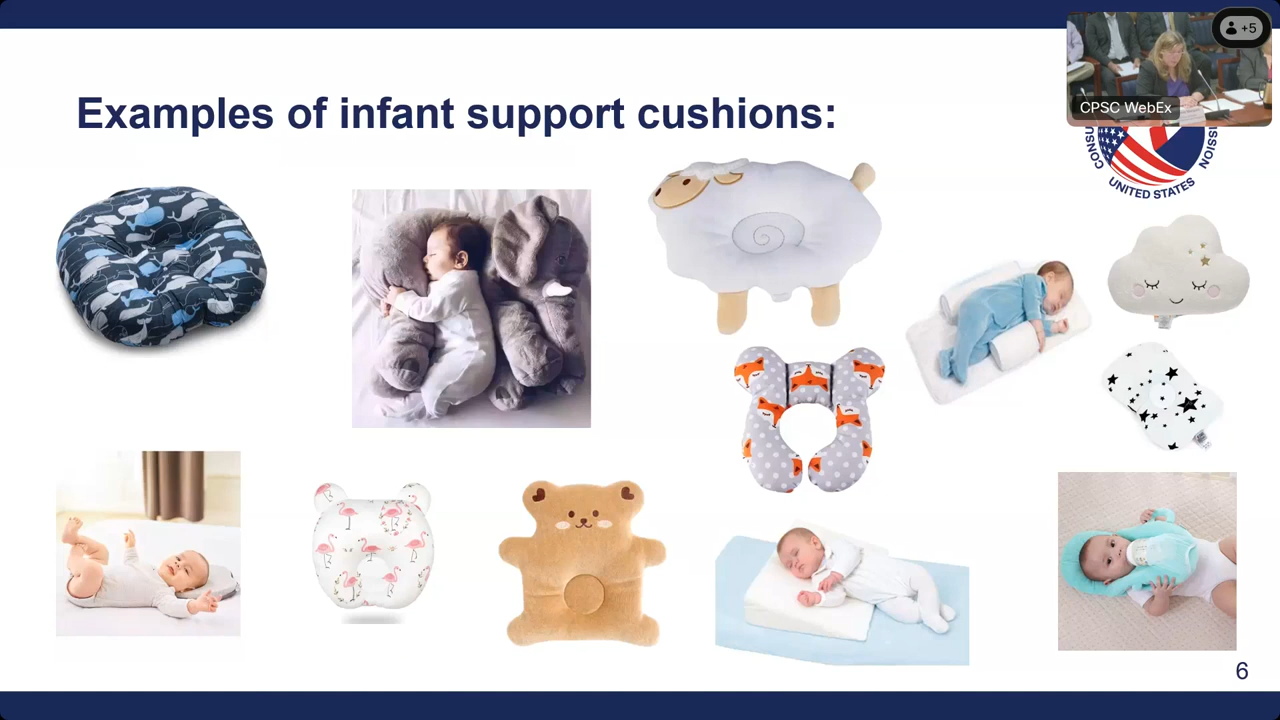 +5
CPSC WebEx
Examples of infant support cushions:
UNITED STATES
6